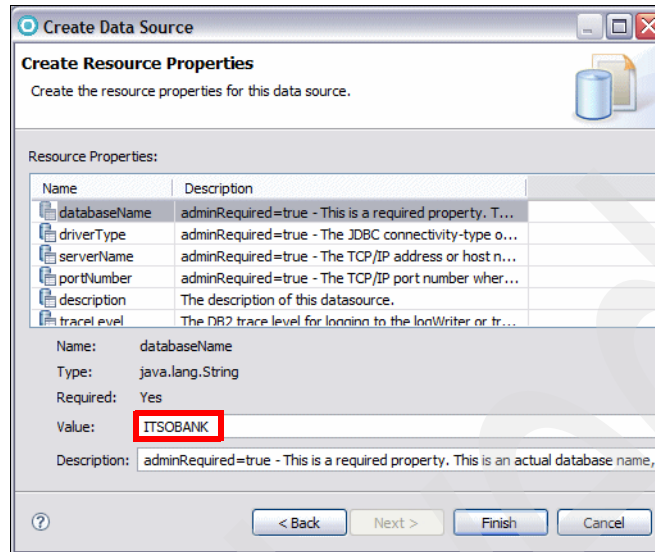 Create Data Source
Create Resource Properties
Create the resource properties for this data source.
Resource Properties:
Name Description
databaseName adminRequired=true - This is a required property. T...
driverType adminRequired=true - The JDBC connectivity-type o...
serverName adminRequired=true - The TCP/IP address or host n...
portNumber adminRequired=true - The TCP/IP port number wher...
description The description of this datasource.
traceLevel The DB2 trace level for logging to the logWriter or tr...
Name: databaseName
Type: java.lang.String
Required: Yes
Value: ITSOBANK
Description: adminRequired=true - This is a required property. This is an actual database name,
? < Back Next > Finish Cancel